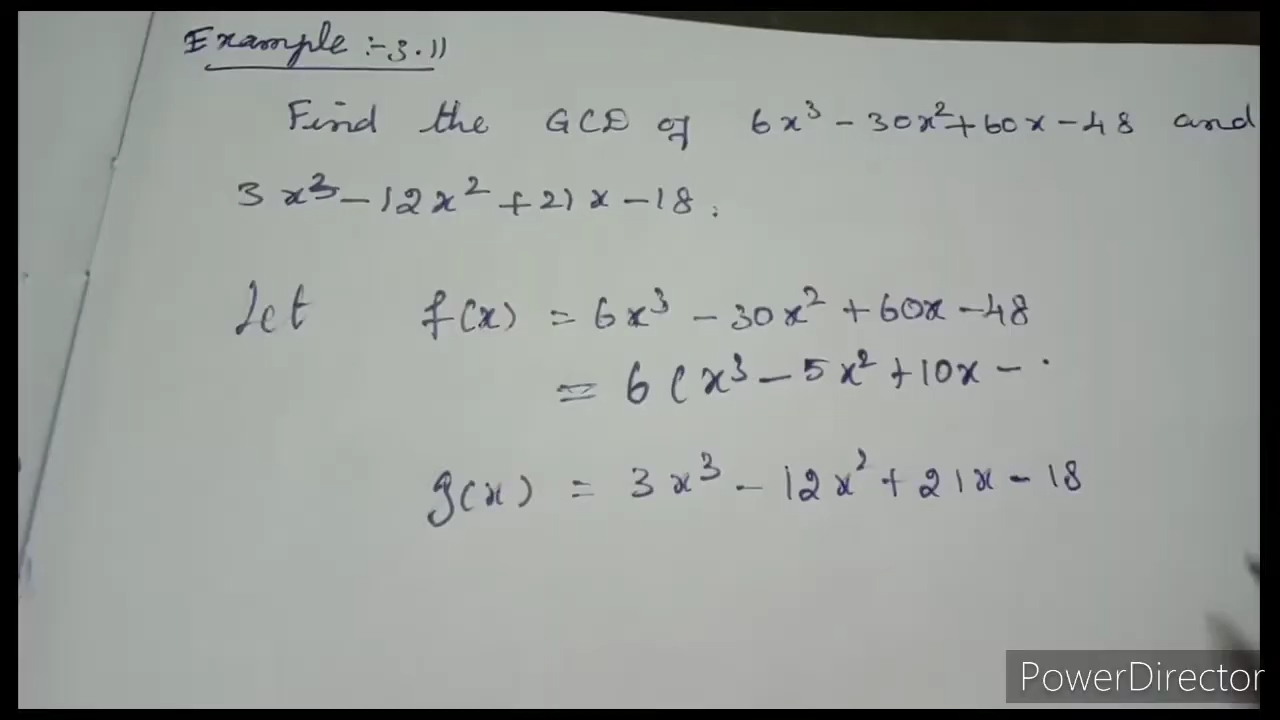 Example :- 3.11
Find the GCD of 6x³ - 30x² + 60x - 48 and
3x³ - 12x² + 21x - 18.
Let f(x) = 6x³ - 30x² + 60x - 48
= 6(x³ - 5x² + 10x -
g(x) = 3x³ - 12x² + 21x - 18
PowerDirector